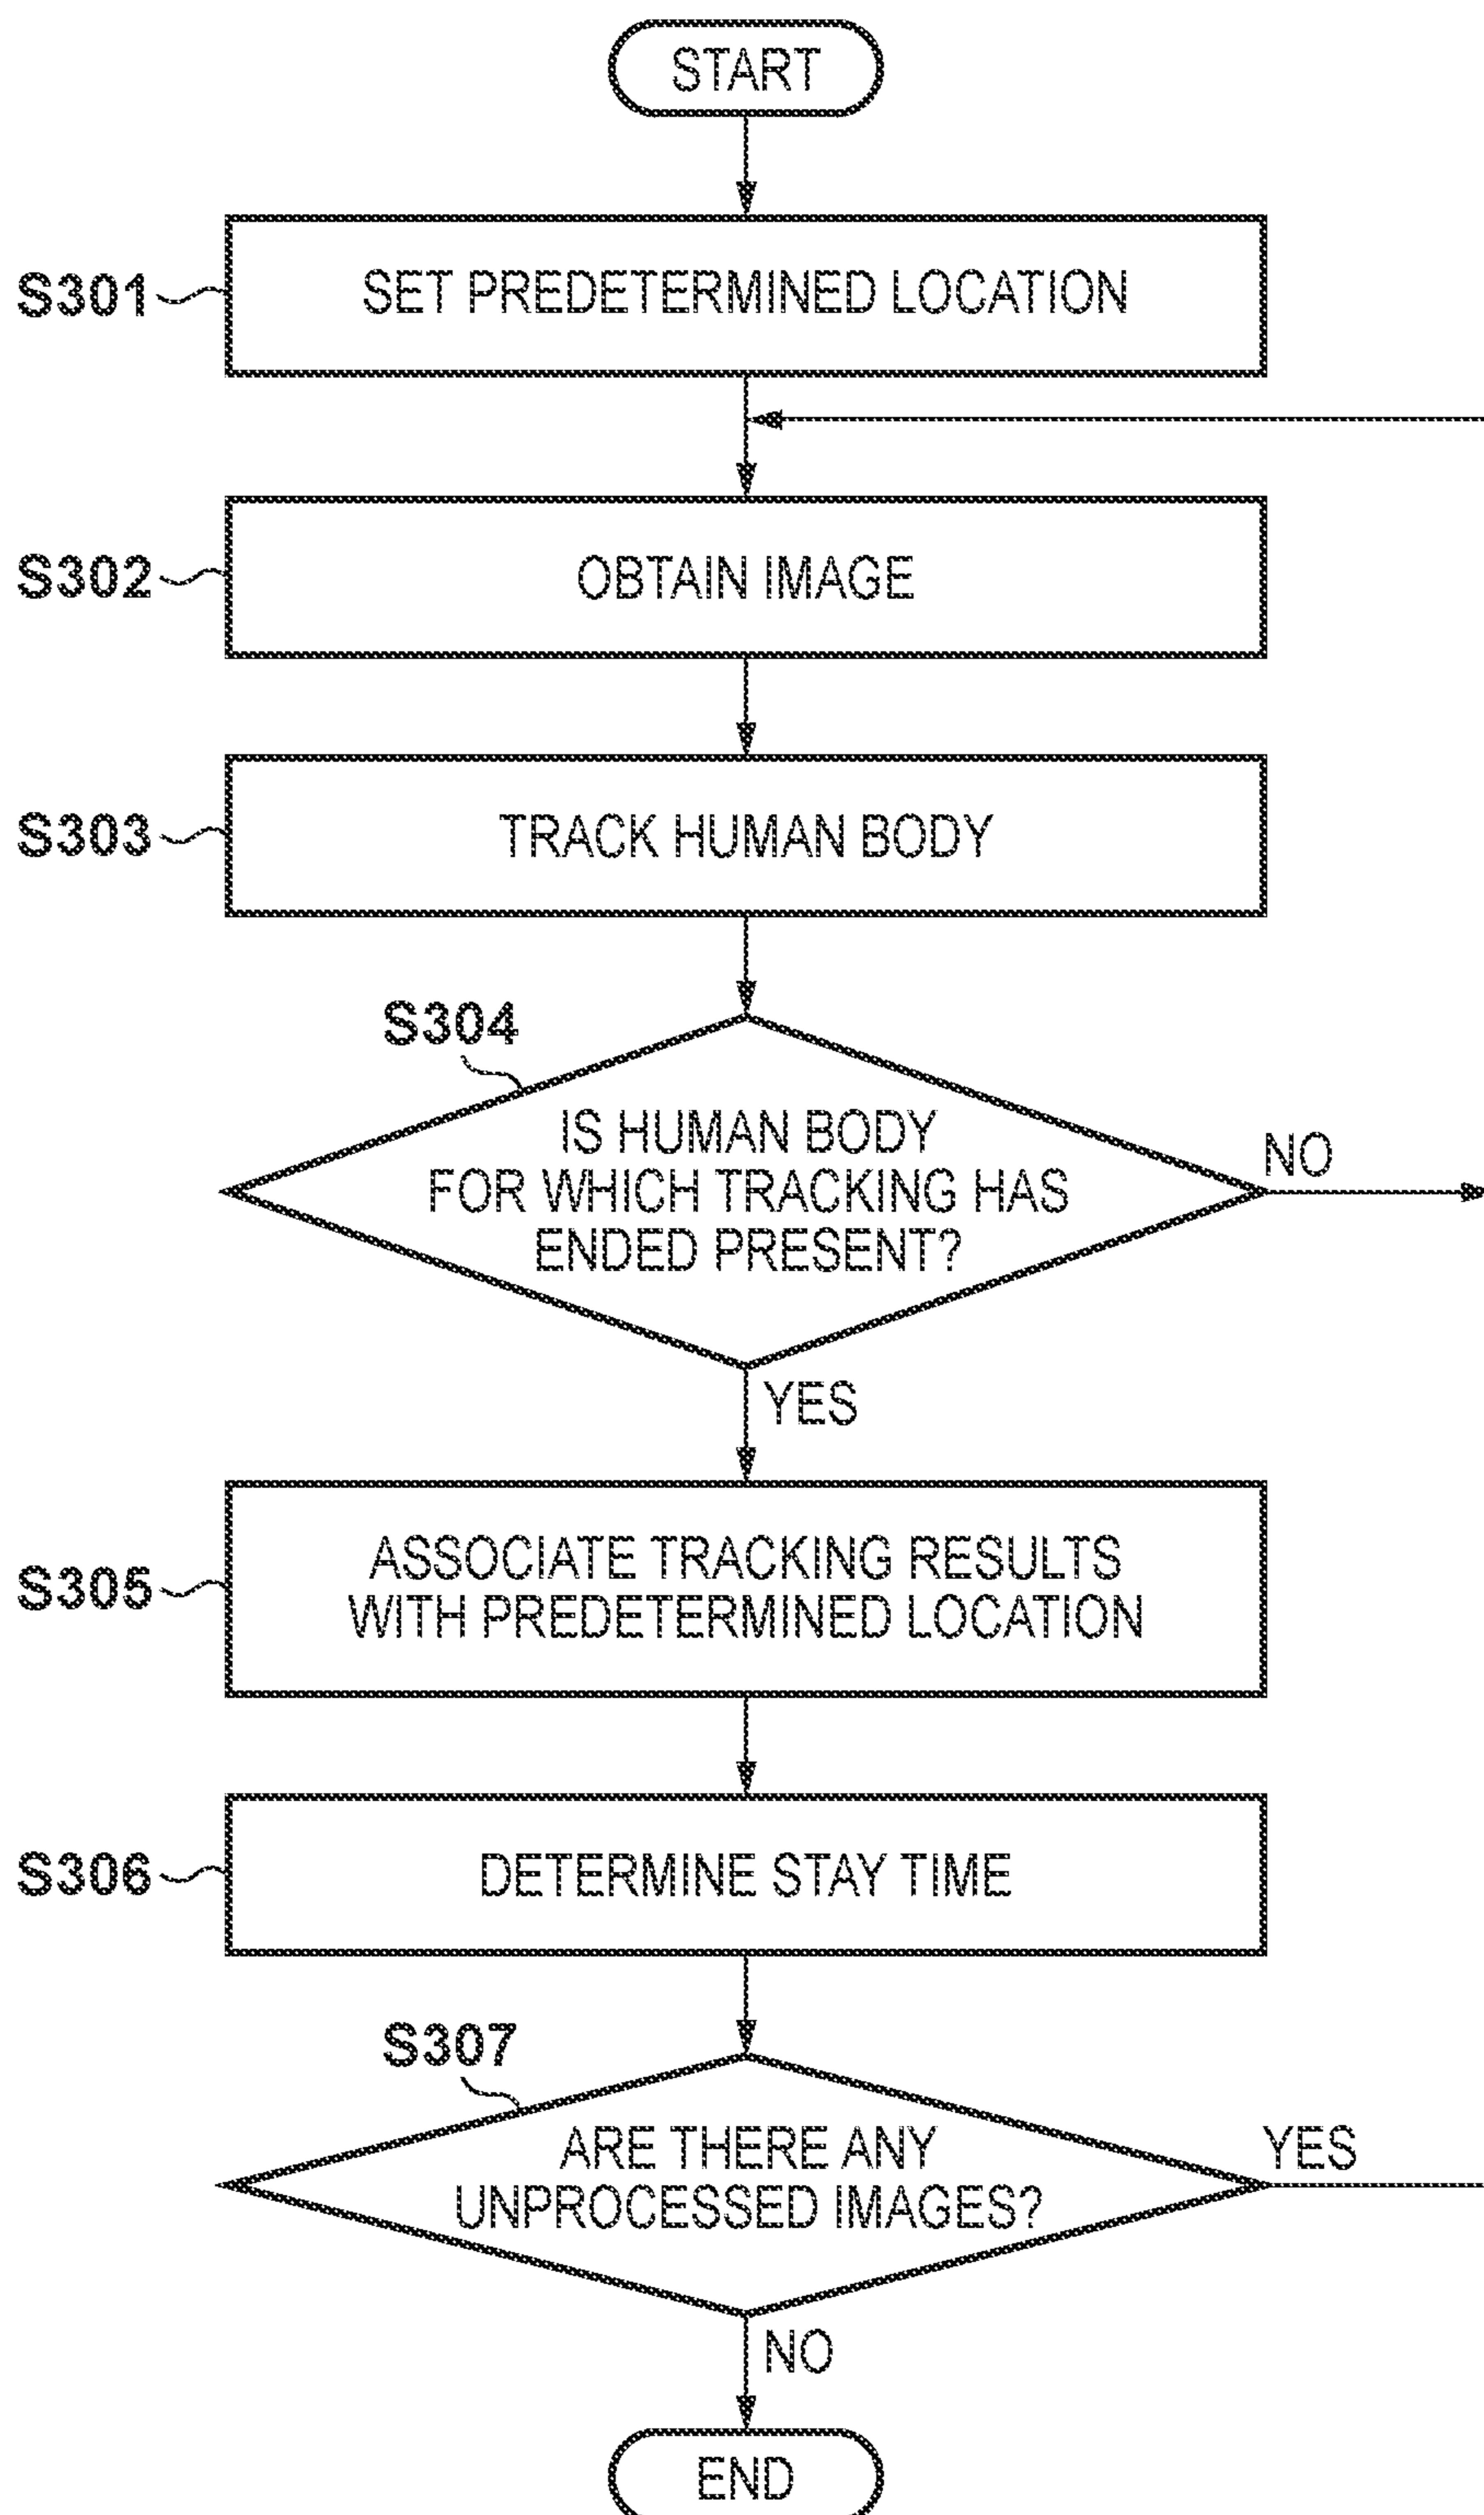 START
S301
SET PREDETERMINED LOCATION
S302
OBTAIN IMAGE
S303
TRACK HUMAN BODY
S304
IS HUMAN BODY
FOR WHICH TRACKING HAS
ENDED PRESENT?
NO
YES
S305
ASSOCIATE TRACKING RESULTS
WITH PREDETERMINED LOCATION
S306
DETERMINE STAY TIME
S307
ARE THERE ANY
UNPROCESSED IMAGES?
YES
NO
END